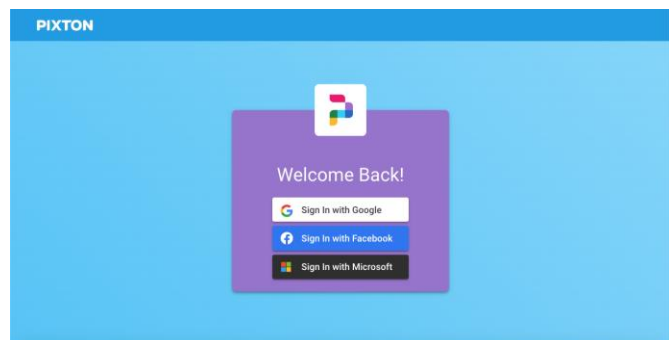 PIXTON
Welcome Back!
Sign In with Google
Sign In with Facebook
Sign In with Microsoft